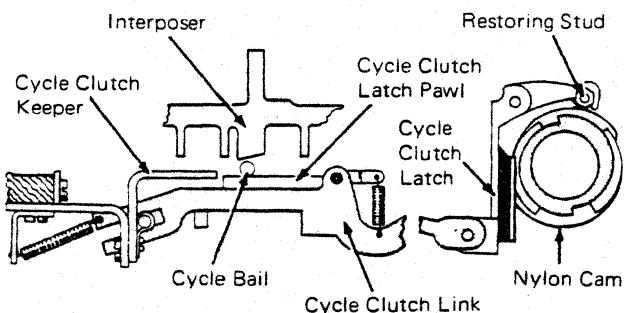 Interposer
Restoring Stud
Cycle Clutch
Keeper
Cycle Clutch
Latch Pawl
Cycle
Clutch
Latch
Cycle Bail
Nylon Cam
Cycle Clutch Link